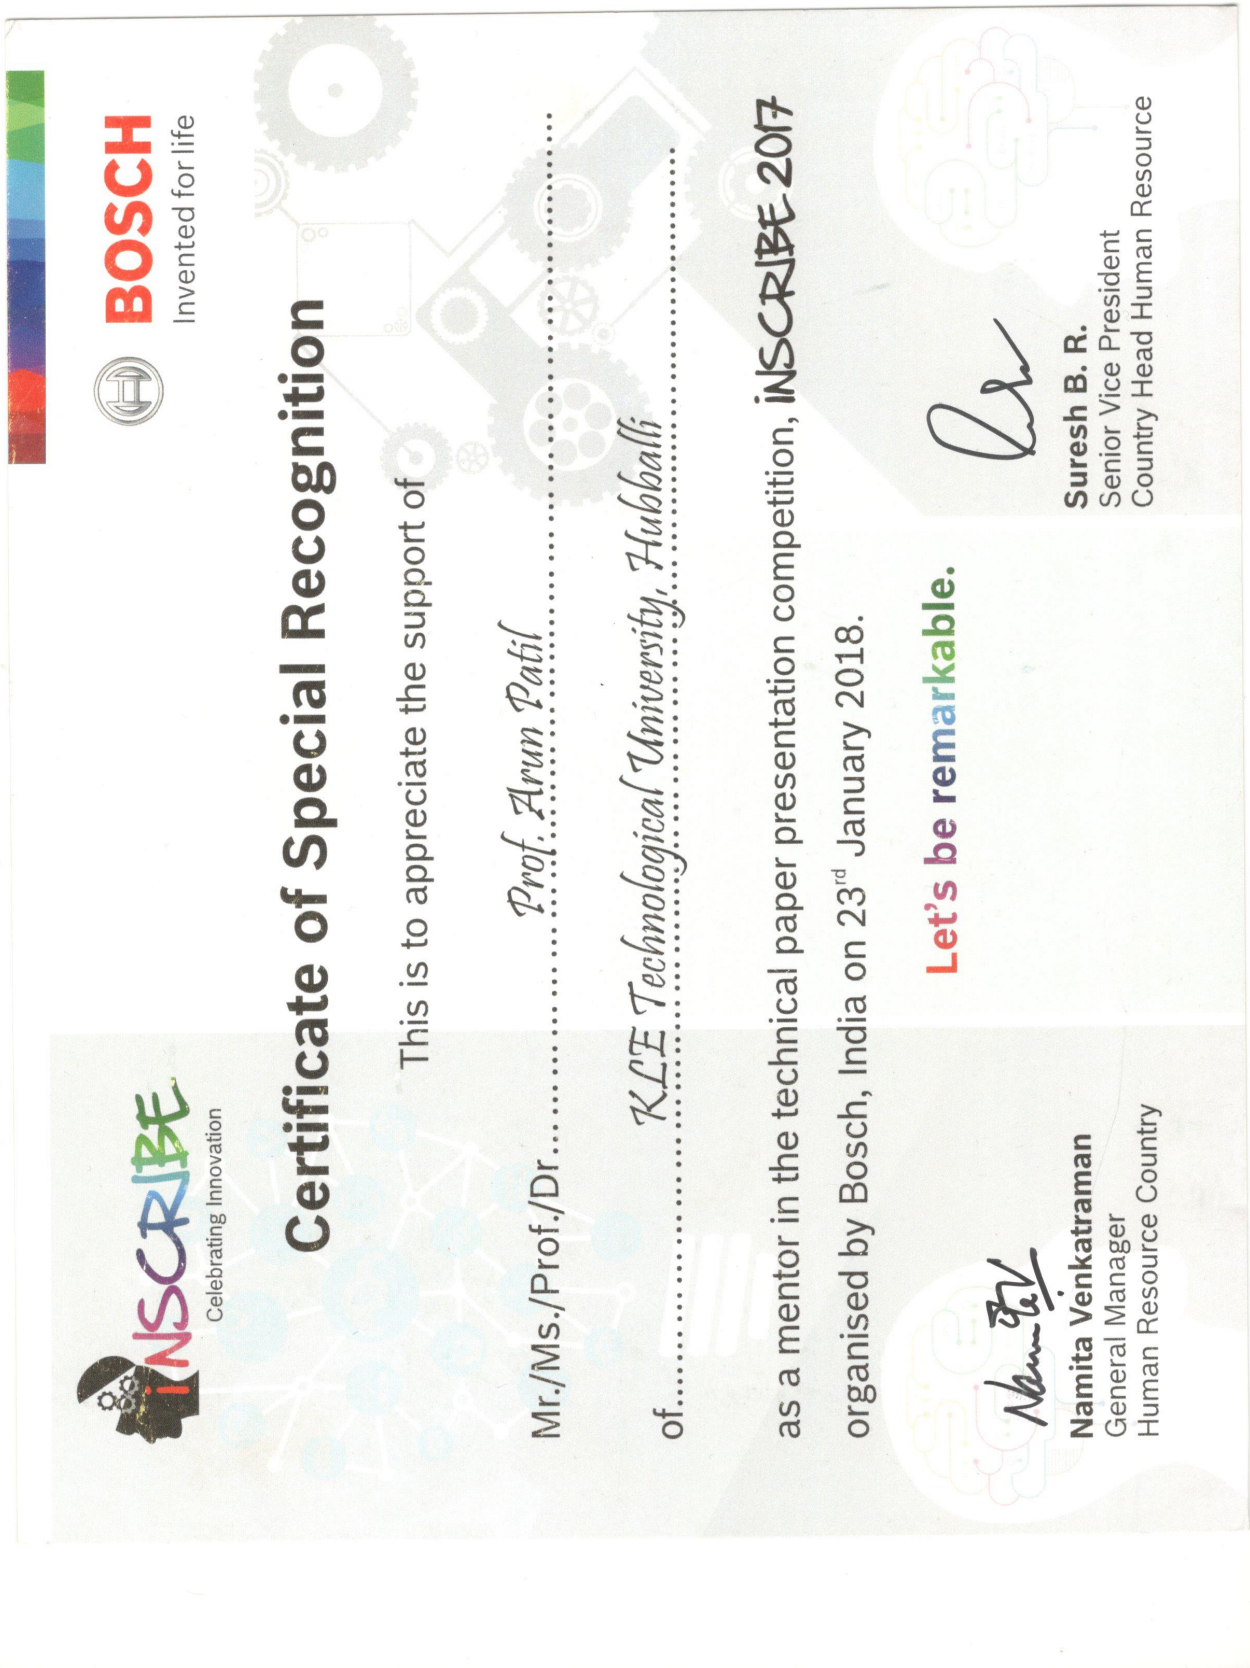 iNSCRIBE
Celebrating Innovation
BOSCH
Invented for life
Certificate of Special Recognition
This is to appreciate the support of
Mr./Ms./Prof./Dr. Prof. Arun Patil
of KLE Technological University, Hubballi
as a mentor in the technical paper presentation competition, iNSCRIBE 2017
organised by Bosch, India on 23rd January 2018.
Let's be remarkable.
Namita Venkatraman
General Manager
Human Resource Country
Suresh B. R.
Senior Vice President
Country Head Human Resource